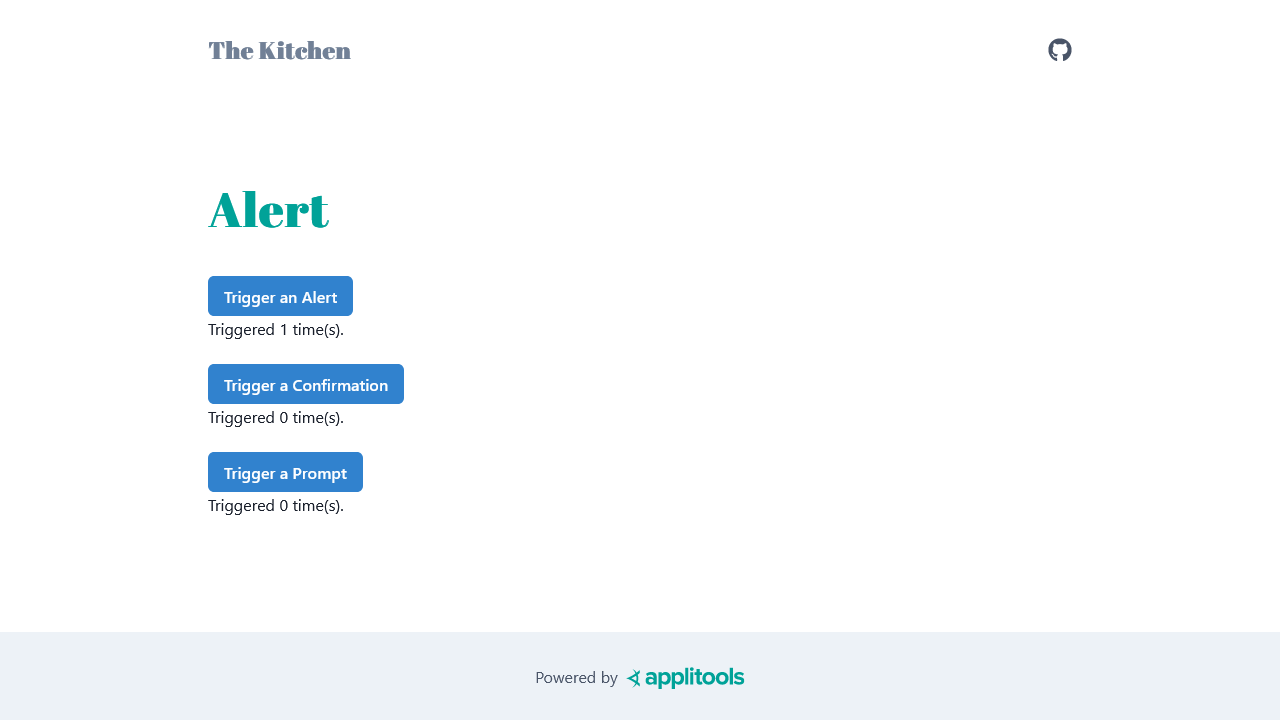 The Kitchen
Alert
Trigger an Alert
Triggered 1 time(s).
Trigger a Confirmation
Triggered 0 time(s).
Trigger a Prompt
Triggered 0 time(s).
Powered by applitools